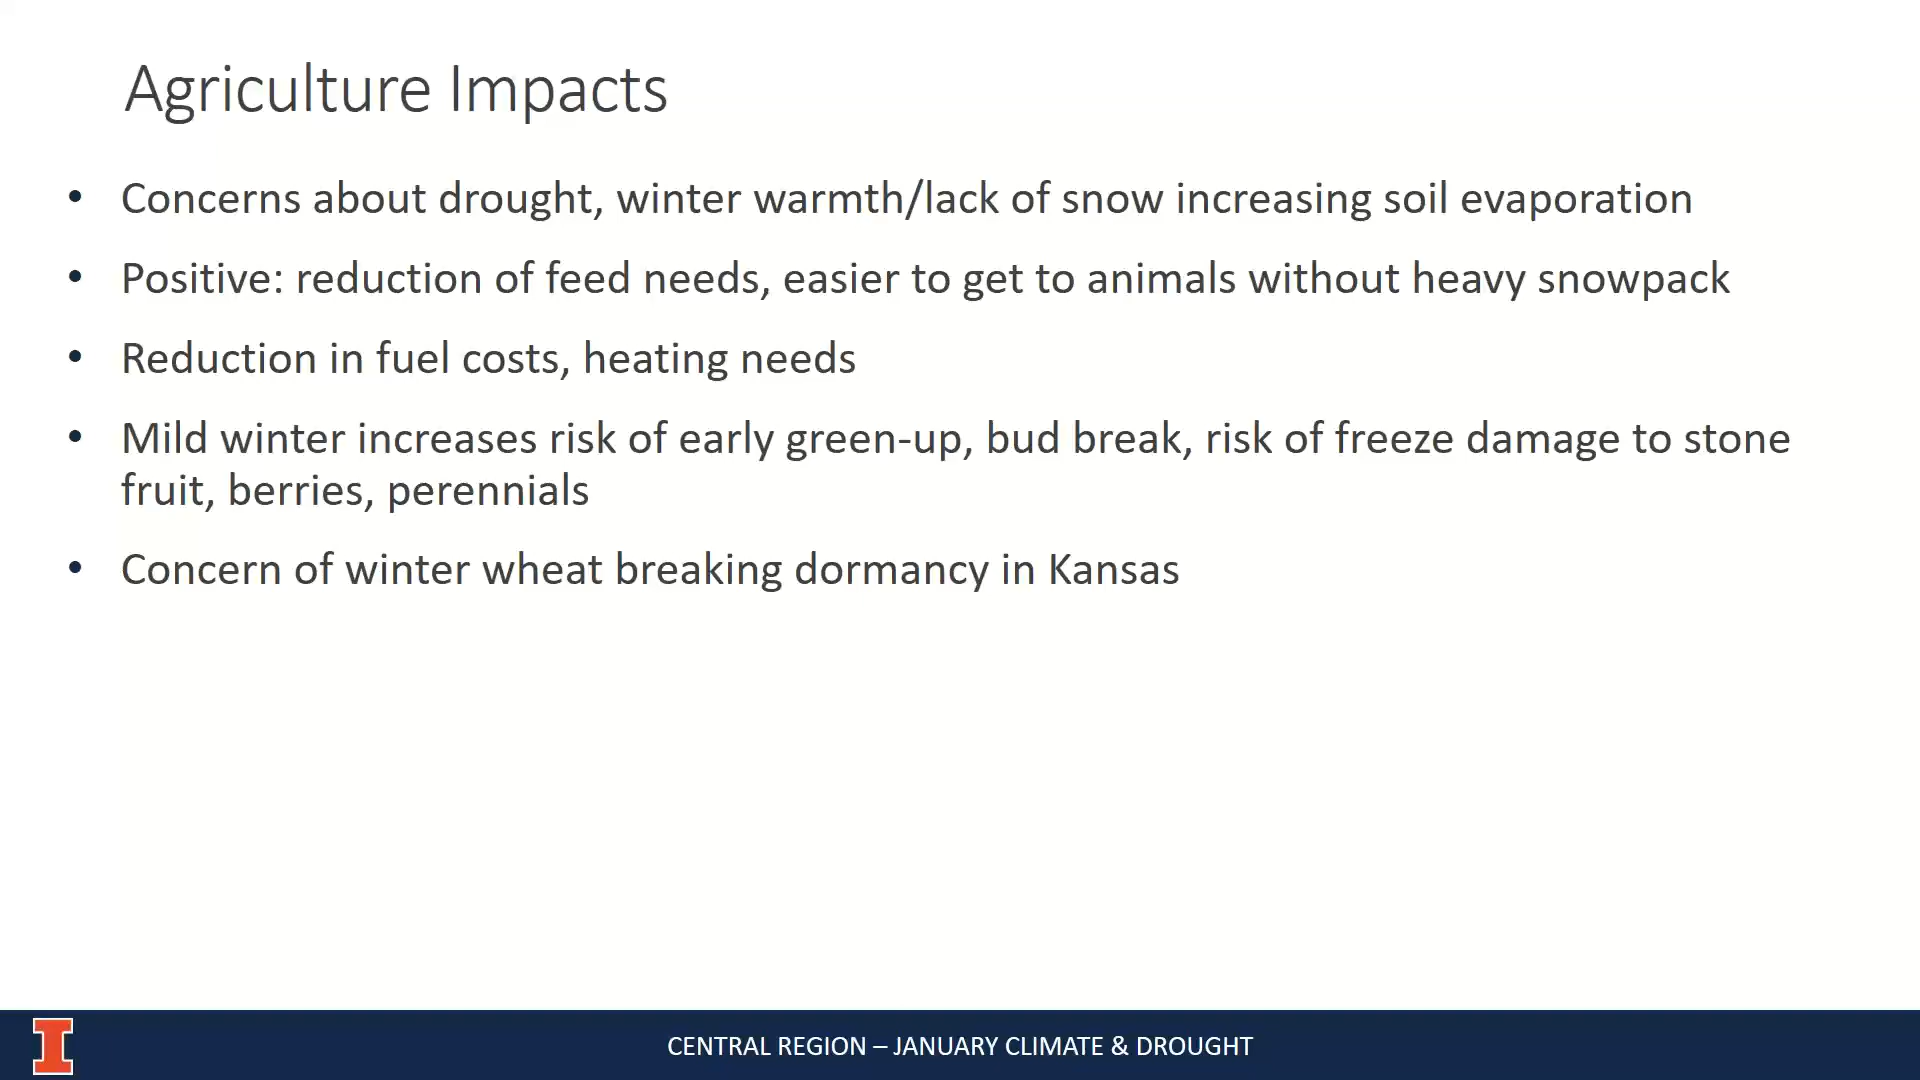 Agriculture Impacts
• Concerns about drought, winter warmth/lack of snow increasing soil evaporation
• Positive: reduction of feed needs, easier to get to animals without heavy snowpack
• Reduction in fuel costs, heating needs
• Mild winter increases risk of early green-up, bud break, risk of freeze damage to stone
fruit, berries, perennials
• Concern of winter wheat breaking dormancy in Kansas
I
CENTRAL REGION – JANUARY CLIMATE & DROUGHT